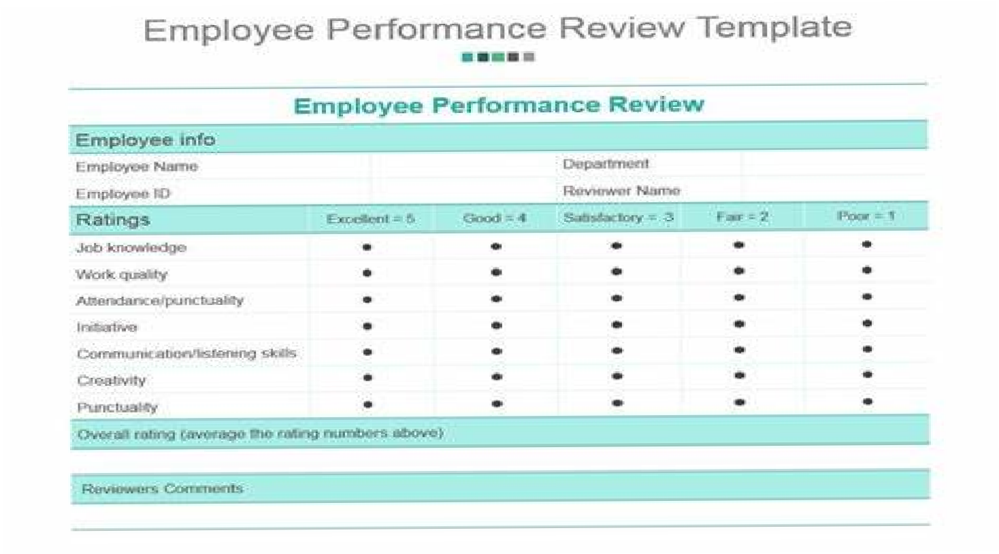 Employee Performance Review Template
Employee Performance Review
Employee info
Employee Name Department
Employee ID Reviewer Name
Ratings Excellent = 5 Good = 4 Satisfactory = 3 Fair = 2 Poor = 1
Job knowledge • • • • •
Work quality • • • • •
Attendance/punctuality • • • • •
Initiative • • • • •
Communication/listening skills • • • • •
Creativity • • • • •
Punctuality • • • • •
Overall rating (average the rating numbers above)
Reviewers Comments